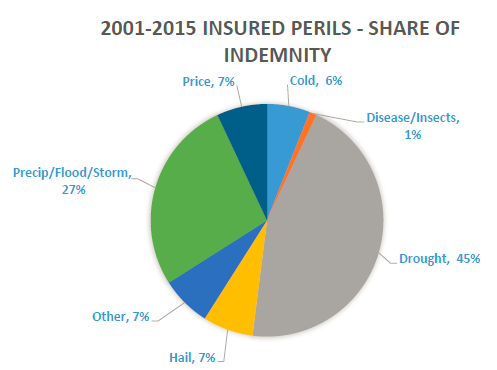 2001-2015 INSURED PERILS - SHARE OF
INDEMNITY
Price, 7%
Cold,  6%
Disease/Insects,
1%
Precip/Flood/Storm,
27%
Drought,  45%
Other, 7%
Hail, 7%